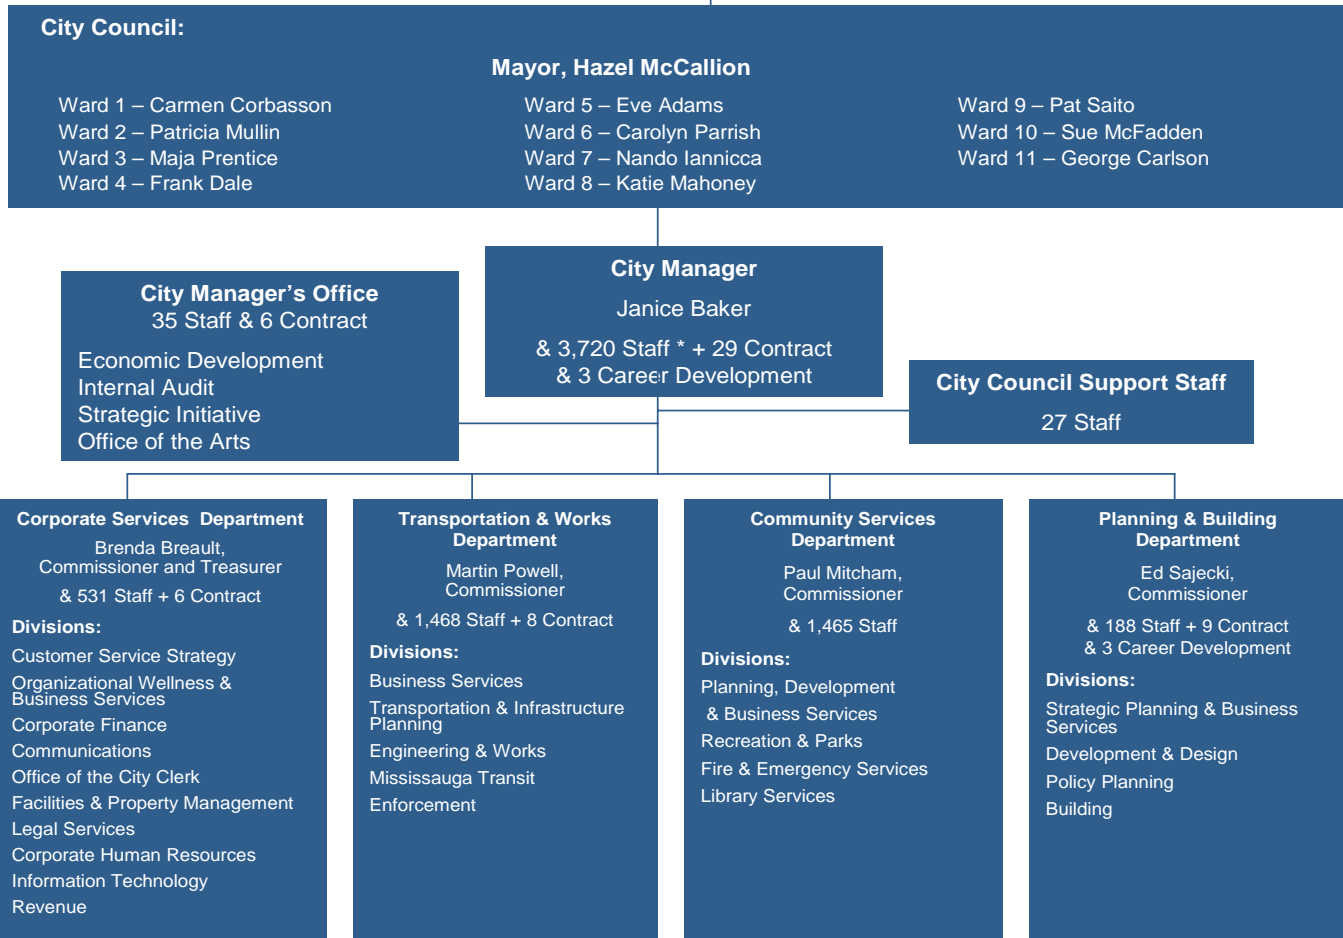 City Council:
Mayor, Hazel McCallion
Ward 1 – Carmen Corbasson
Ward 2 – Patricia Mullin
Ward 3 – Maja Prentice
Ward 4 – Frank Dale
Ward 5 – Eve Adams
Ward 6 – Carolyn Parrish
Ward 7 – Nando Iannicca
Ward 8 – Katie Mahoney
Ward 9 – Pat Saito
Ward 10 – Sue McFadden
Ward 11 – George Carlson
City Manager
Janice Baker
& 3,720 Staff * + 29 Contract
& 3 Career Development
City Manager’s Office
35 Staff & 6 Contract
Economic Development
Internal Audit
Strategic Initiative
Office of the Arts
City Council Support Staff
27 Staff
Corporate Services  Department
Brenda Breault,
Commissioner and Treasurer
& 531 Staff + 6 Contract
Divisions:
Customer Service Strategy
Organizational Wellness &
Business Services
Corporate Finance
Communications
Office of the City Clerk
Facilities & Property Management
Legal Services
Corporate Human Resources
Information Technology
Revenue
Transportation & Works
Department
Martin Powell,
Commissioner
& 1,468 Staff + 8 Contract
Divisions:
Business Services
Transportation & Infrastructure
Planning
Engineering & Works
Mississauga Transit
Enforcement
Community Services
Department
Paul Mitcham,
Commissioner
& 1,465 Staff
Divisions:
Planning, Development
& Business Services
Recreation & Parks
Fire & Emergency Services
Library Services
Planning & Building
Department
Ed Sajecki,
Commissioner
& 188 Staff + 9 Contract
& 3 Career Development
Divisions:
Strategic Planning & Business
Services
Development & Design
Policy Planning
Building